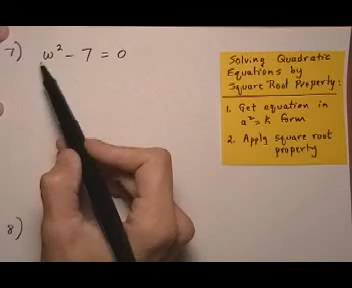 7) w² - 7 = 0
Solving Quadratic
Equations by
Square Root Property:
1. Get equation in
a² = k form
2. Apply square root
property
8)